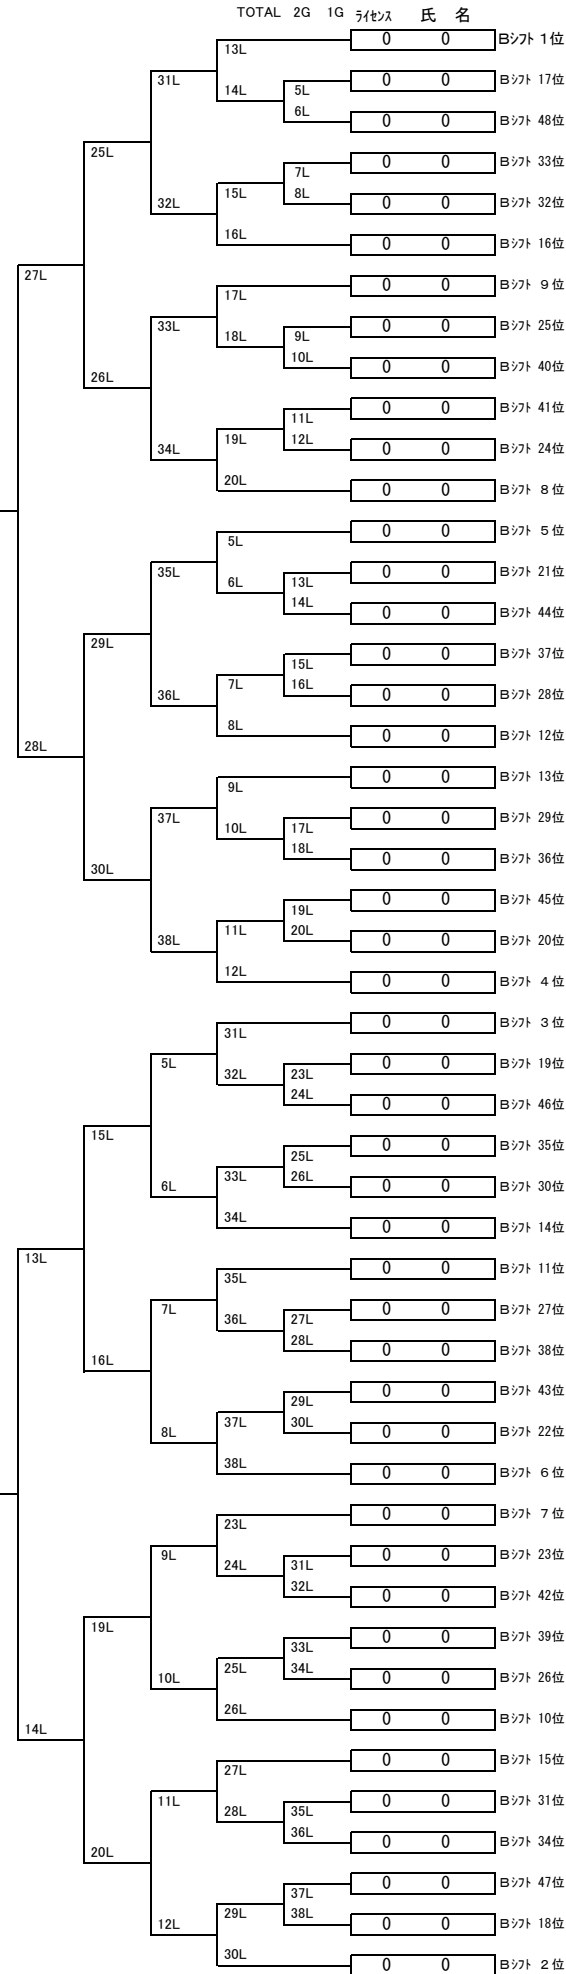 TOTAL 2G 1G ﾗｲｾﾝｽ 氏 名
13L 0 0 Bｼﾌﾄ 1位
31L 14L 5L 0 0 Bｼﾌﾄ 17位
6L 0 0 Bｼﾌﾄ 48位
25L 7L 0 0 Bｼﾌﾄ 33位
32L 15L 8L 0 0 Bｼﾌﾄ 32位
16L 0 0 Bｼﾌﾄ 16位
27L 17L 0 0 Bｼﾌﾄ 9位
33L 18L 9L 0 0 Bｼﾌﾄ 25位
26L 10L 0 0 Bｼﾌﾄ 40位
11L 0 0 Bｼﾌﾄ 41位
34L 19L 12L 0 0 Bｼﾌﾄ 24位
20L 0 0 Bｼﾌﾄ 8位
5L 0 0 Bｼﾌﾄ 5位
35L 6L 13L 0 0 Bｼﾌﾄ 21位
14L 0 0 Bｼﾌﾄ 44位
29L 15L 0 0 Bｼﾌﾄ 37位
36L 7L 16L 0 0 Bｼﾌﾄ 28位
28L 8L 0 0 Bｼﾌﾄ 12位
9L 0 0 Bｼﾌﾄ 13位
37L 10L 17L 0 0 Bｼﾌﾄ 29位
30L 18L 0 0 Bｼﾌﾄ 36位
19L 0 0 Bｼﾌﾄ 45位
38L 11L 20L 0 0 Bｼﾌﾄ 20位
12L 0 0 Bｼﾌﾄ 4位
31L 0 0 Bｼﾌﾄ 3位
5L 32L 23L 0 0 Bｼﾌﾄ 19位
24L 0 0 Bｼﾌﾄ 46位
15L 25L 0 0 Bｼﾌﾄ 35位
6L 33L 26L 0 0 Bｼﾌﾄ 30位
34L 0 0 Bｼﾌﾄ 14位
13L 35L 0 0 Bｼﾌﾄ 11位
7L 36L 27L 0 0 Bｼﾌﾄ 27位
16L 28L 0 0 Bｼﾌﾄ 38位
29L 0 0 Bｼﾌﾄ 43位
8L 37L 30L 0 0 Bｼﾌﾄ 22位
38L 0 0 Bｼﾌﾄ 6位
23L 0 0 Bｼﾌﾄ 7位
9L 24L 31L 0 0 Bｼﾌﾄ 23位
32L 0 0 Bｼﾌﾄ 42位
19L 33L 0 0 Bｼﾌﾄ 39位
10L 25L 34L 0 0 Bｼﾌﾄ 26位
26L 0 0 Bｼﾌﾄ 10位
14L 27L 0 0 Bｼﾌﾄ 15位
11L 28L 35L 0 0 Bｼﾌﾄ 31位
20L 36L 0 0 Bｼﾌﾄ 34位
37L 0 0 Bｼﾌﾄ 47位
12L 29L 38L 0 0 Bｼﾌﾄ 18位
30L 0 0 Bｼﾌﾄ 2位